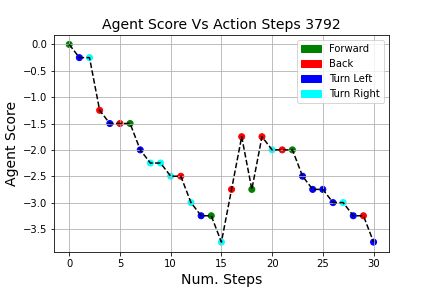 Agent Score Vs Action Steps 3792
Forward
Back
Turn Left
Turn Right
Agent Score
0.0
−0.5
−1.0
−1.5
−2.0
−2.5
−3.0
−3.5
0 5 10 15 20 25 30
Num. Steps